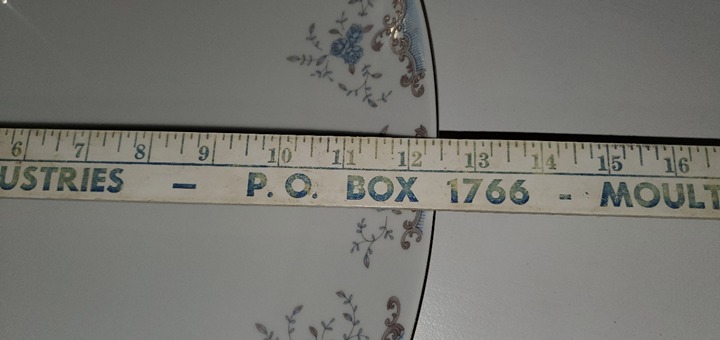 6 7 8 9 10 11 12 13 14 15 16
USTRIES — P.O. BOX 1766 - MOULT